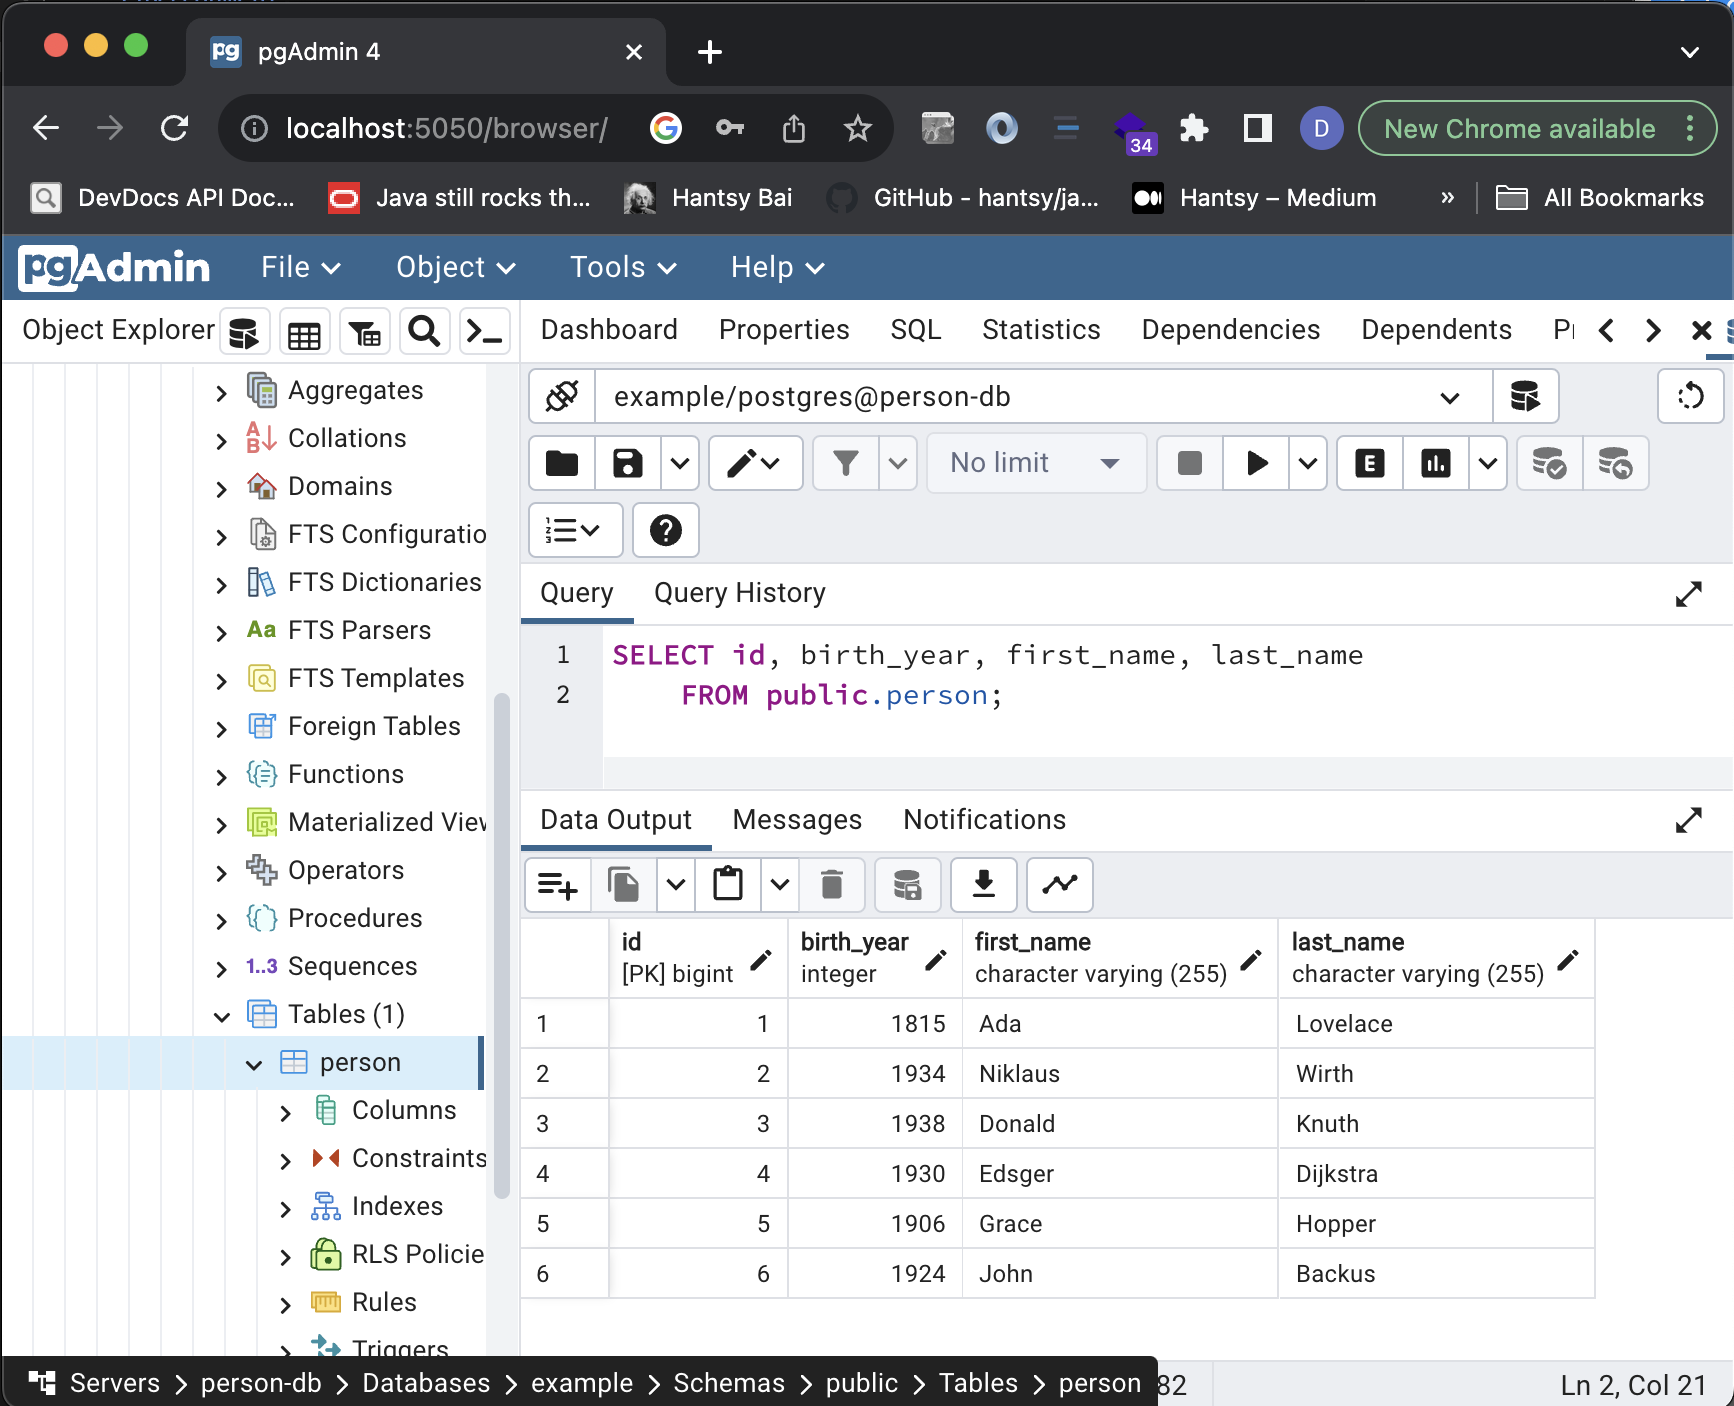 pgAdmin 4
localhost:5050/browser/
34
D
New Chrome available
DevDocs API Doc...
Java still rocks th...
Hantsy Bai
GitHub - hantsy/ja...
Hantsy – Medium
»
All Bookmarks
pgAdmin
File
Object
Tools
Help
Object Explorer
Dashboard
Properties
SQL
Statistics
Dependencies
Dependents
example/postgres@person-db
No limit
E
Query
Query History
1 SELECT id, birth_year, first_name, last_name
2 FROM public.person;
Data Output
Messages
Notifications
id
[PK] bigint
birth_year
integer
first_name
character varying (255)
last_name
character varying (255)
1 1 1815 Ada Lovelace
2 2 1934 Niklaus Wirth
3 3 1938 Donald Knuth
4 4 1930 Edsger Dijkstra
5 5 1906 Grace Hopper
6 6 1924 John Backus
Aggregates
Collations
Domains
FTS Configuratio
FTS Dictionaries
Aa FTS Parsers
FTS Templates
Foreign Tables
Functions
Materialized Viev
Operators
Procedures
1..3 Sequences
Tables (1)
person
Columns
Constraints
Indexes
RLS Policie
Rules
Triggers
Servers > person-db > Databases > example > Schemas > public > Tables > person
82
Ln 2, Col 21